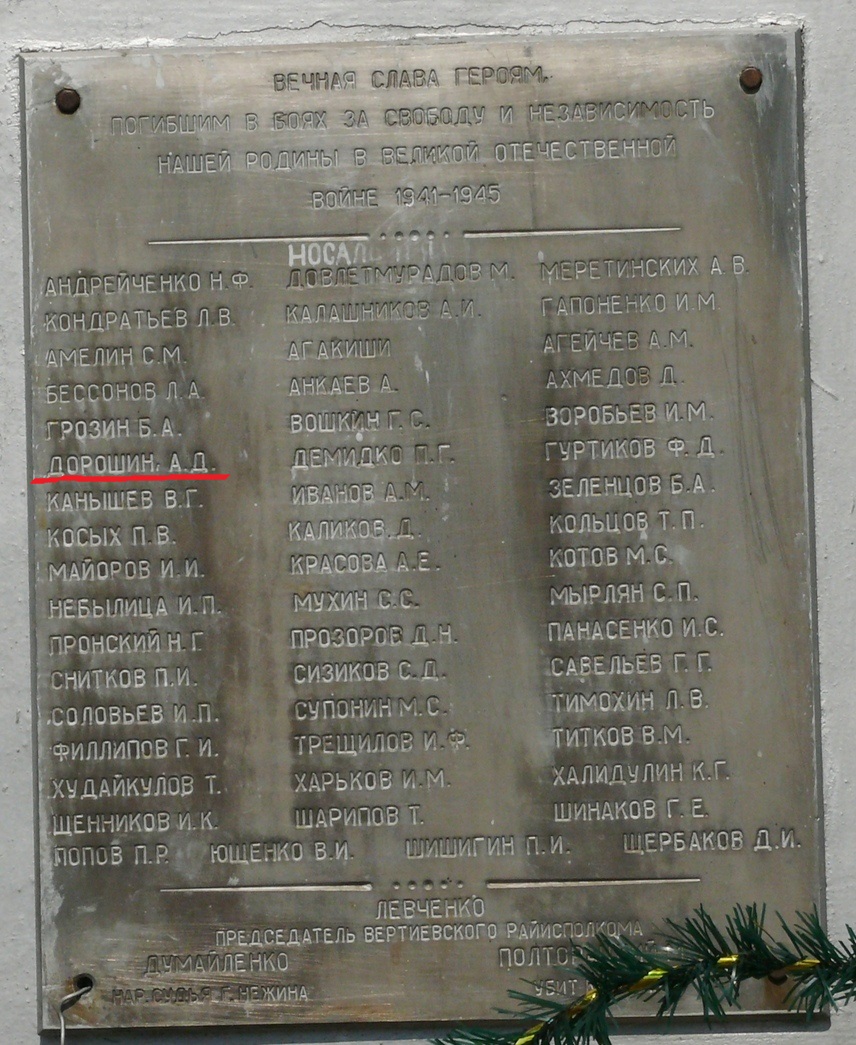 ВЕЧНАЯ СЛАВА ГЕРОЯМ,
ПОГИБШИМ В БОЯХ ЗА СВОБОДУ И НЕЗАВИСИМОСТЬ
НАШЕЙ РОДИНЫ В ВЕЛИКОЙ ОТЕЧЕСТВЕННОЙ
ВОЙНЕ 1941-1945
АНДРЕЙЧЕНКО Н.Ф.
КОНДРАТЬЕВ Л.В.
АМЕЛИН С.М.
БЕССОНОВ Л.А.
ГРОЗИН Б.А.
ДОРОШИН, А.Д.
КАНЫШЕВ В.Г.
КОСЫХ П.В.
МАЙОРОВ И.И.
НЕБЫЛИЦА И.П.
ПРОНСКИЙ Н.Г
СНИТКОВ П.И.
СОЛОВЬЕВ И.П.
ФИЛЛИПОВ Г.И.
ХУДАЙКУЛОВ Т.
ЩЕННИКОВ И.К.
ДОВЛЕТМУРАДОВ М.
КАЛАШНИКОВ А.И.
АГАКИШИ
АНКАЕВ А.
ВОШКИН Г.С.
ДЕМИДКО П.Г.
ИВАНОВ А.М.
КАЛИКОВ.Д.
КРАСОВА А.Е.
МУХИН С.С.
ПРОЗОРОВ Д.Н.
СИЗИКОВ С.Д.
СУПОНИН М.С.
ТРЕЩИЛОВ И.Ф.
ХАРЬКОВ И.М.
ШАРИПОВ Т.
МЕРЕТИНСКИХ А.В.
ГАПОНЕНКО И.М.
АГЕЙЧЕВ А.М.
АХМЕДОВ Д.
ВОРОБЬЕВ И.М.
ГУРТИКОВ Ф.Д.
ЗЕЛЕНЦОВ Б.А.
КОЛЬЦОВ Т.П.
КОТОВ М.С.
МЫРЛЯН С.П.
ПАНАСЕНКО И.С.
САВЕЛЬЕВ Г.Г.
ТИМОХИН Л.В.
ТИТКОВ В.М.
ХАЛИДУЛИН К.Г.
ШИНАКОВ Г.Е.
ПОПОВ П.Р. ЮЩЕНКО В.И. ШИШИГИН П.И. ЩЕРБАКОВ Д.И.
ЛЕВЧЕНКО
ПРЕДСЕДАТЕЛЬ ВЕРТИЕВСКОГО РАЙИСПОЛКОМА
ДУМАЙЛЕНКО
НАР.СУДЬЯ Г.НЕЖИНА
УБИТ